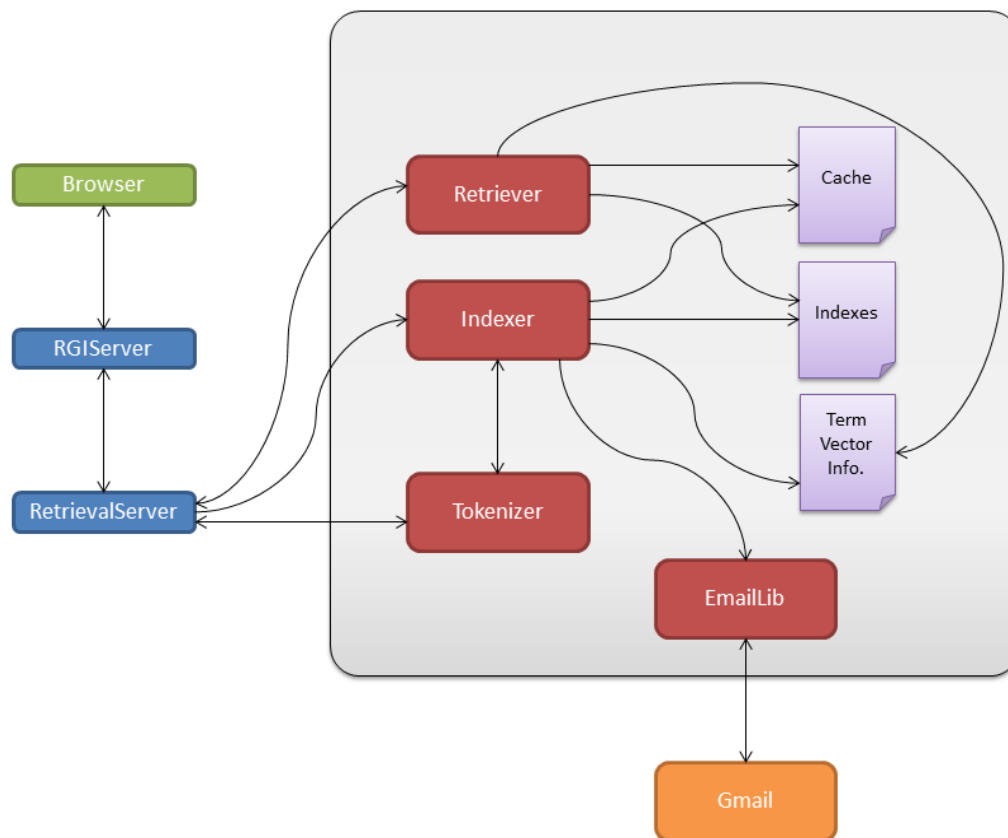 Browser
RGIServer
RetrievalServer
Retriever
Indexer
Tokenizer
EmailLib
Gmail
Cache
Indexes
Term
Vector
Info.